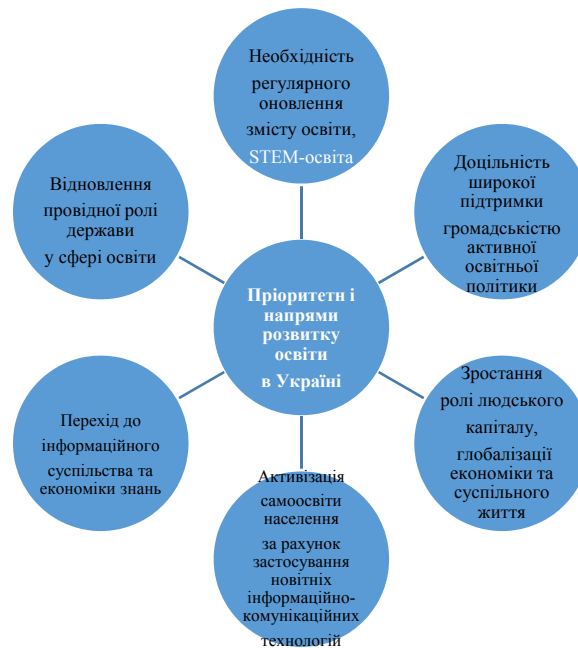 Необхідність
регулярного
оновлення
змісту освіти,
STEM-освіта
Доцільність
широкої
підтримки
громадськістю
активної
освітньої
політики
Зростання
ролі людського
капіталу,
глобалізації
економіки та
суспільного
життя
Активізація
самоосвіти
населення
за рахунок
застосування
новітніх
інформаційно-
комунікаційних
технологій
Перехід до
інформаційного
суспільства та
економіки знань
Відновлення
провідної ролі
держави
у сфері освіти
Пріоритети і
напрями
розвитку
освіти
в Україні